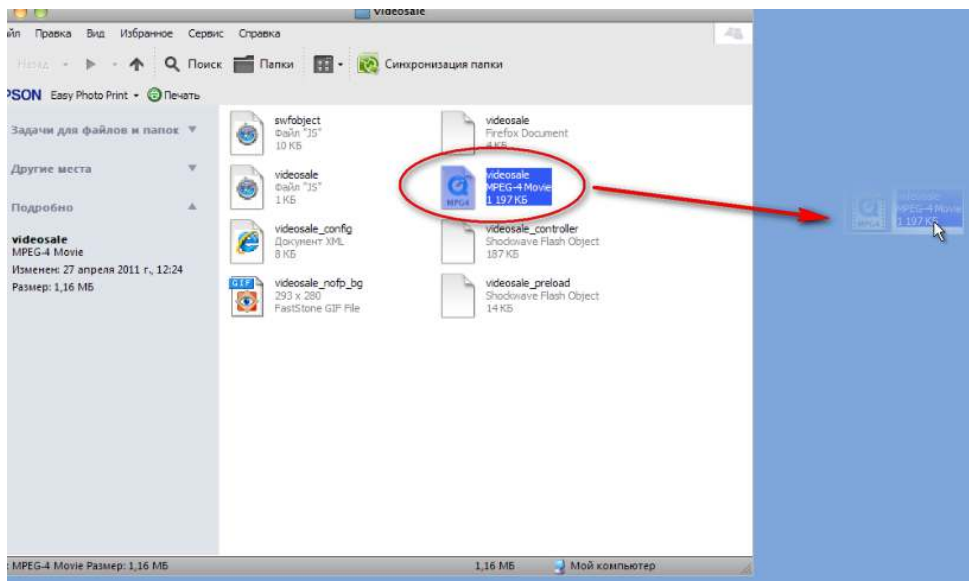 videosale
йл Правка Вид Избранное Сервис Справка
Назад Поиск Папки Синхронизация папки
PSON Easy Photo Print Печать
Задачи для файлов и папок
Другие места
Подробно
videosale
MPEG-4 Movie
Изменен: 27 апреля 2011 г., 12:24
Размер: 1,16 МБ
swfobject
Файл "JS"
10 КБ
videosale
Firefox Document
4 КБ
videosale
Файл "JS"
1 КБ
MPG4
videosale
MPEG-4 Movie
1 197 КБ
videosale_config
Документ XML
8 КБ
videosale_controller
Shockwave Flash Object
187 КБ
GIF
videosale_nofp_bg
293 x 280
FastStone GIF File
videosale_preload
Shockwave Flash Object
14 КБ
MPG4
videosale
MPEG-4 Movie
1 197 КБ
: MPEG-4 Movie Размер: 1,16 МБ
1,16 МБ
Мой компьютер